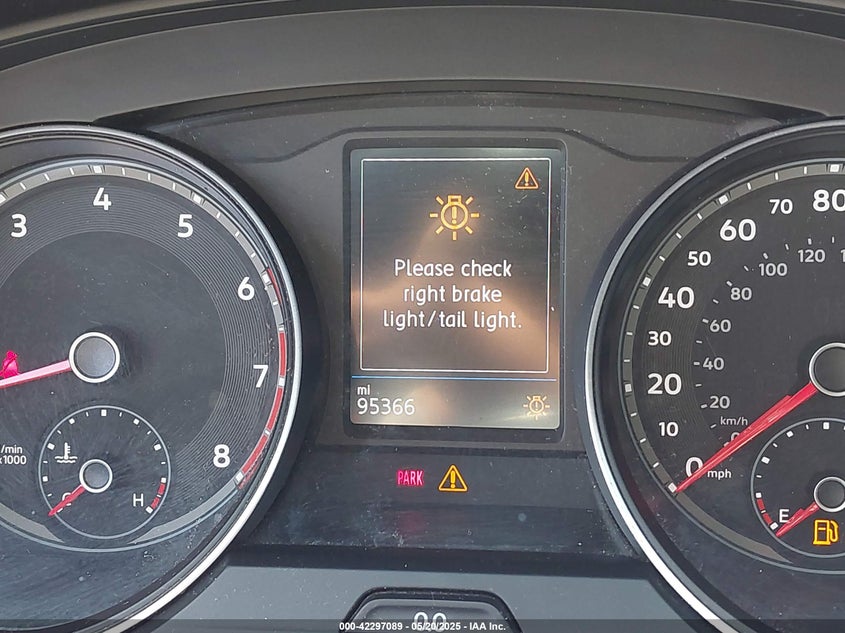 3
4
5
6
7
8
/min
x1000
C
H
Please check
right brake
light/tail light.
mi
95366
PARK
0
10
20
30
40
50
60
70
80
mph
0
20
40
60
80
100
120
km/h
E
000-42297089 - 05/20/2025 - IAA Inc.